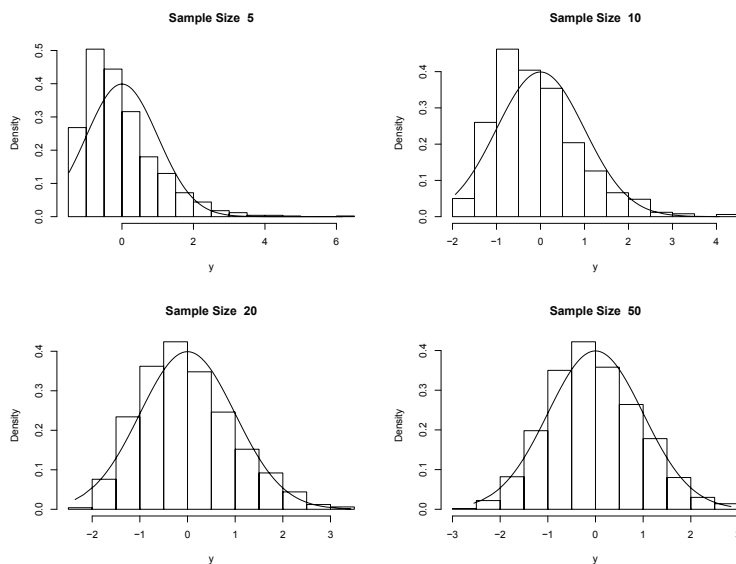 Sample Size 5
Density
0.0 0.1 0.2 0.3 0.4 0.5
0 2 4 6
y
Sample Size 10
Density
0.0 0.1 0.2 0.3 0.4
−2 −1 0 1 2 3 4
y
Sample Size 20
Density
0.0 0.1 0.2 0.3 0.4
−2 −1 0 1 2 3
y
Sample Size 50
Density
0.0 0.1 0.2 0.3 0.4
−3 −2 −1 0 1 2 3
y